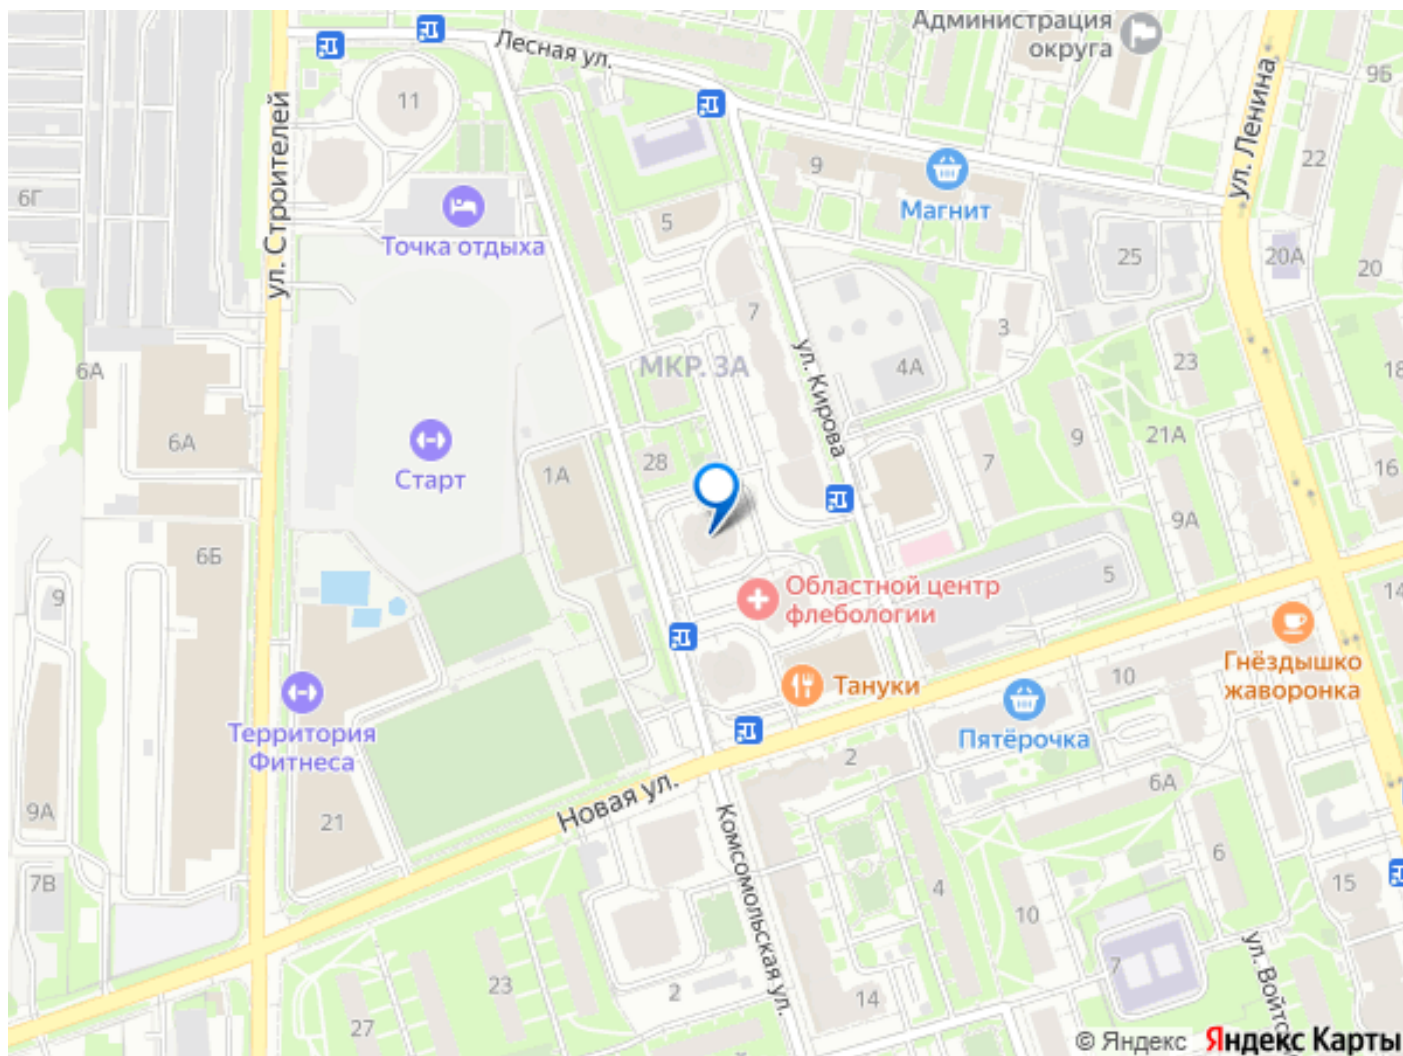 Администрация
округа
Лесная ул.
ул. Ленина
9Б
11
ул. Строителей
9
22
6Г
Магнит
5
Точка отдыха
25
20А
20
7
3
ул. Кирова
МКР. 3А
4А
23
18
6А
6А
Старт
28
1А
9
21А
7
16
9А
6Б
5
Областной центр
флебологии
9
14
Гнёздышко
жаворонка
Тануки
10
Территория
Фитнеса
Пятёрочка
2
6А
Новая ул.
9А
21
Комсомольская ул.
6
7В
4
15
10
ул. Войто
7
23
2
14
27
© Яндекс Яндекс Карты